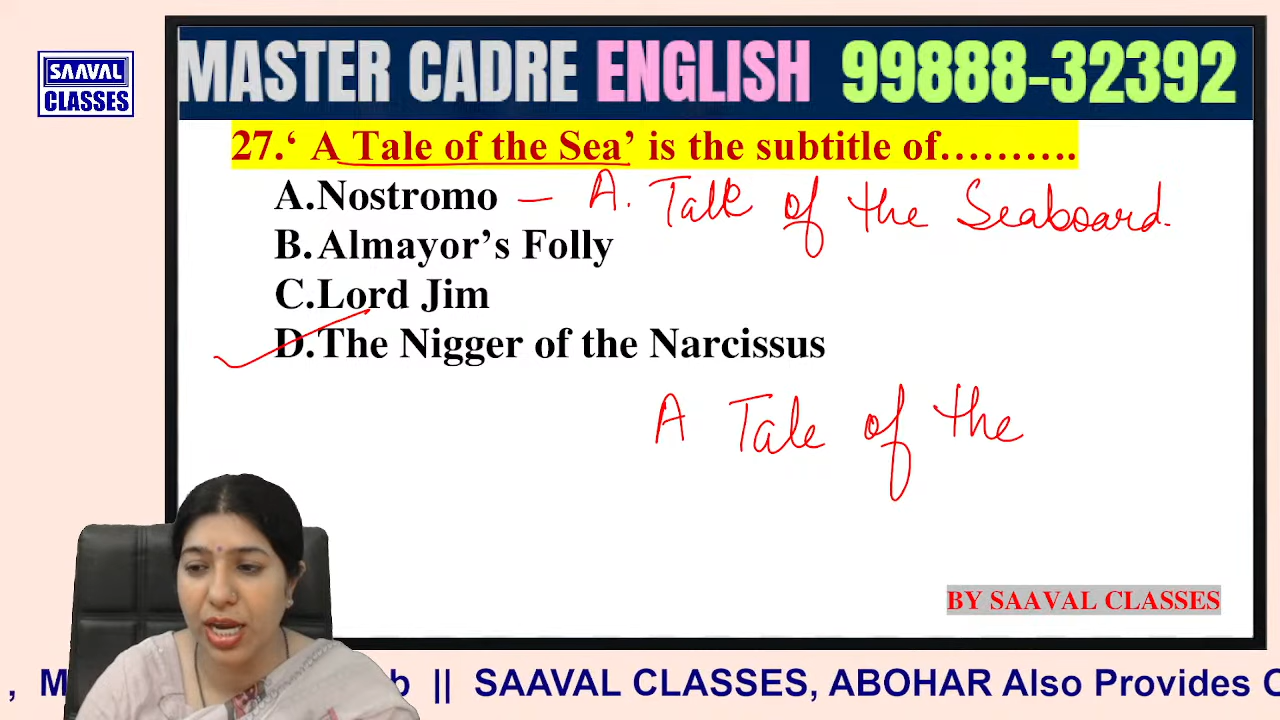 SAAVAL
CLASSES
MASTER CADRE ENGLISH 99888-32392
27.‘ A Tale of the Sea’ is the subtitle of……….
A.Nostromo – A. Tale of the Seaboard.
B.Almayor’s Folly
C.Lord Jim
D.The Nigger of the Narcissus
A Tale of the
BY SAAVAL CLASSES
, M b || SAAVAL CLASSES, ABOHAR Also Provides